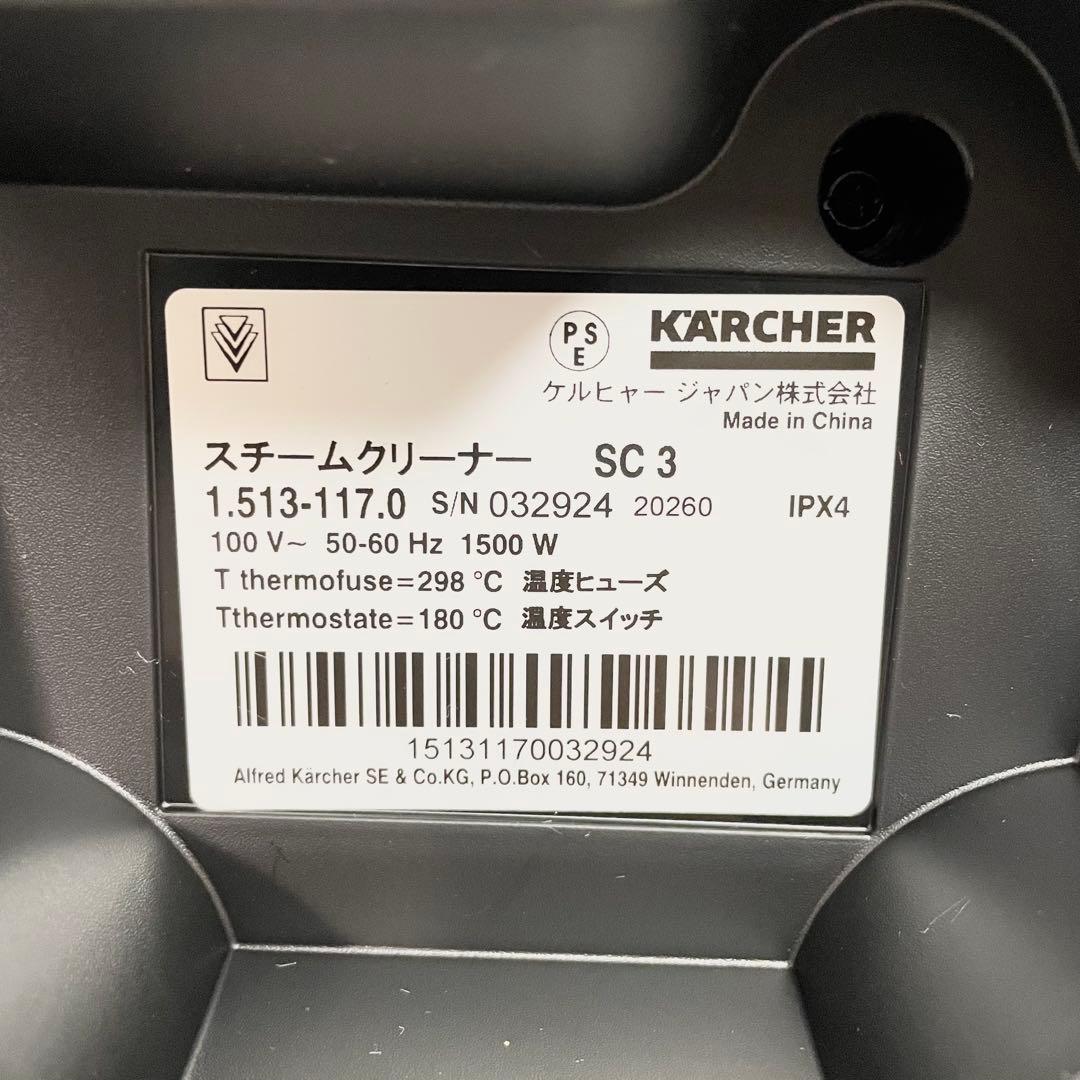 PSE
KÄRCHER
ケルヒャー ジャパン株式会社
Made in China
スチームクリーナー SC 3
1.513-117.0 S/N 032924 20260 IPX4
100 V~ 50-60 Hz 1500 W
T thermofuse=298 °C 温度ヒューズ
Tthermostate=180 °C 温度スイッチ
15131170032924
Alfred Kärcher SE & Co.KG, P.O.Box 160, 71349 Winnenden, Germany